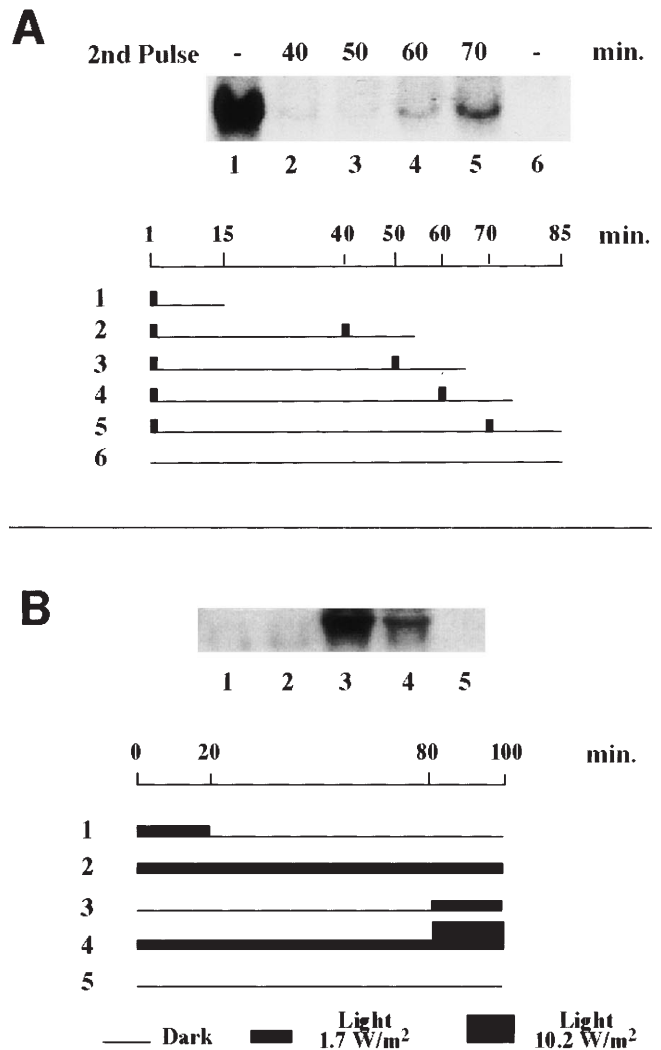 A
2nd Pulse - 40 50 60 70 - min.
1 2 3 4 5 6
1 15 40 50 60 70 85 min.
1
2
3
4
5
6
B
1 2 3 4 5
0 20 80 100 min.
1
2
3
4
5
Dark Light 1.7 W/m² Light 10.2 W/m²